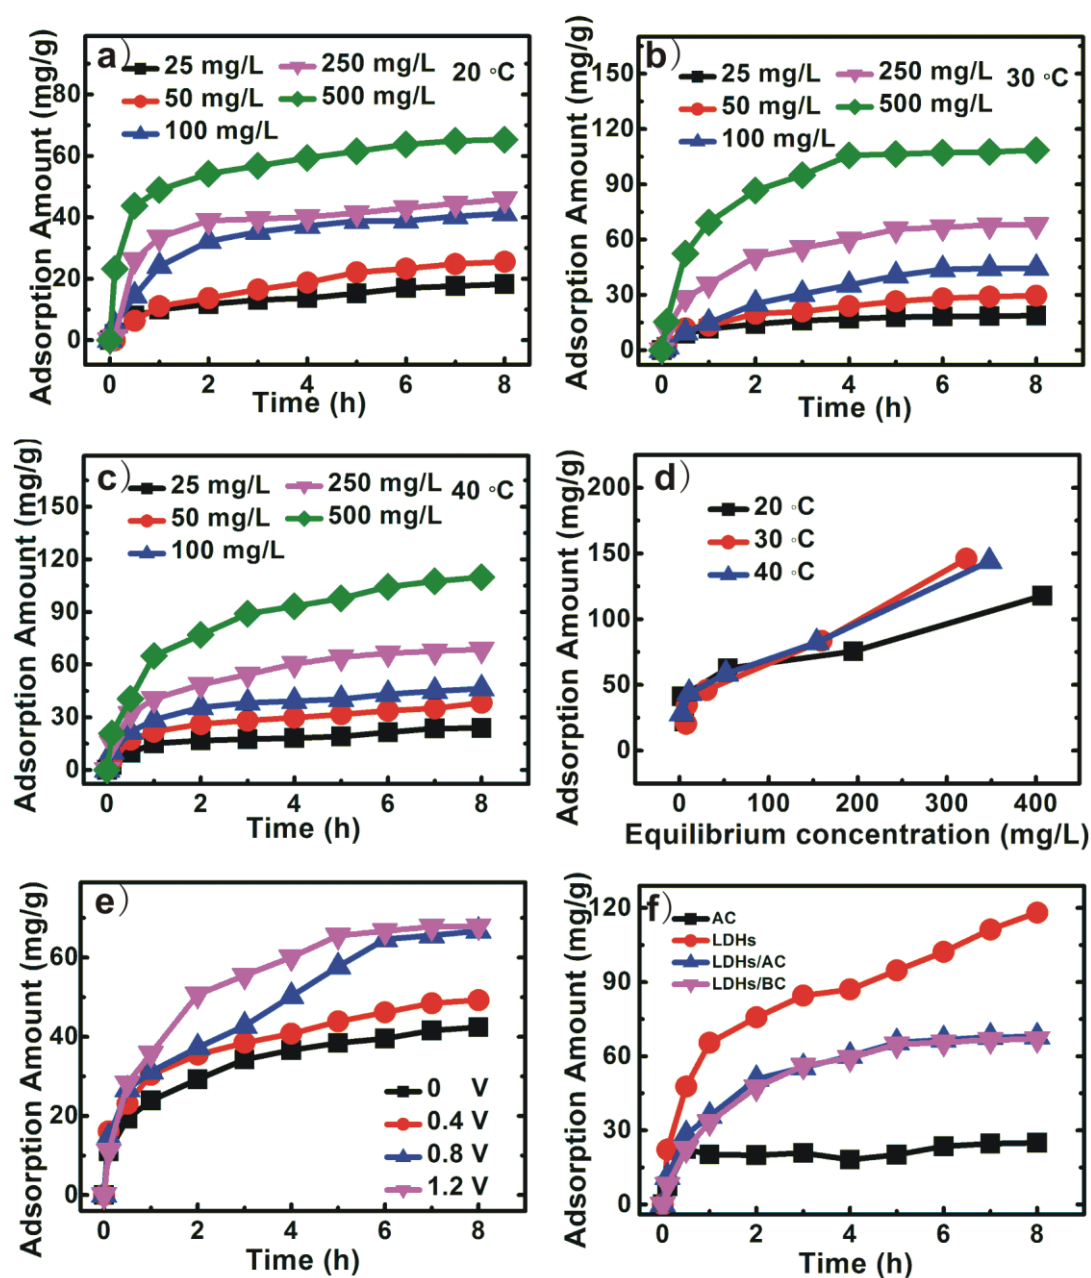 a)
25 mg/L
50 mg/L
100 mg/L
250 mg/L
500 mg/L
20 °C
80
60
40
20
0
0 2 4 6 8
Time (h)
Adsorption Amount (mg/g)
b)
25 mg/L
50 mg/L
100 mg/L
250 mg/L
500 mg/L
30 °C
150
120
90
60
30
0
0 2 4 6 8
Time (h)
Adsorption Amount (mg/g)
c)
25 mg/L
50 mg/L
100 mg/L
250 mg/L
500 mg/L
40 °C
150
120
90
60
30
0
0 2 4 6 8
Time (h)
Adsorption Amount (mg/g)
d)
20 °C
30 °C
40 °C
200
150
100
50
0
0 100 200 300 400
Equilibrium concentration (mg/L)
Adsorption Amount (mg/g)
e)
0 V
0.4 V
0.8 V
1.2 V
60
40
20
0
0 2 4 6 8
Time (h)
Adsorption Amount (mg/g)
f)
AC
LDHs
LDHs/AC
LDHs/BC
120
90
60
30
0
0 2 4 6 8
Time (h)
Adsorption Amount (mg/g)